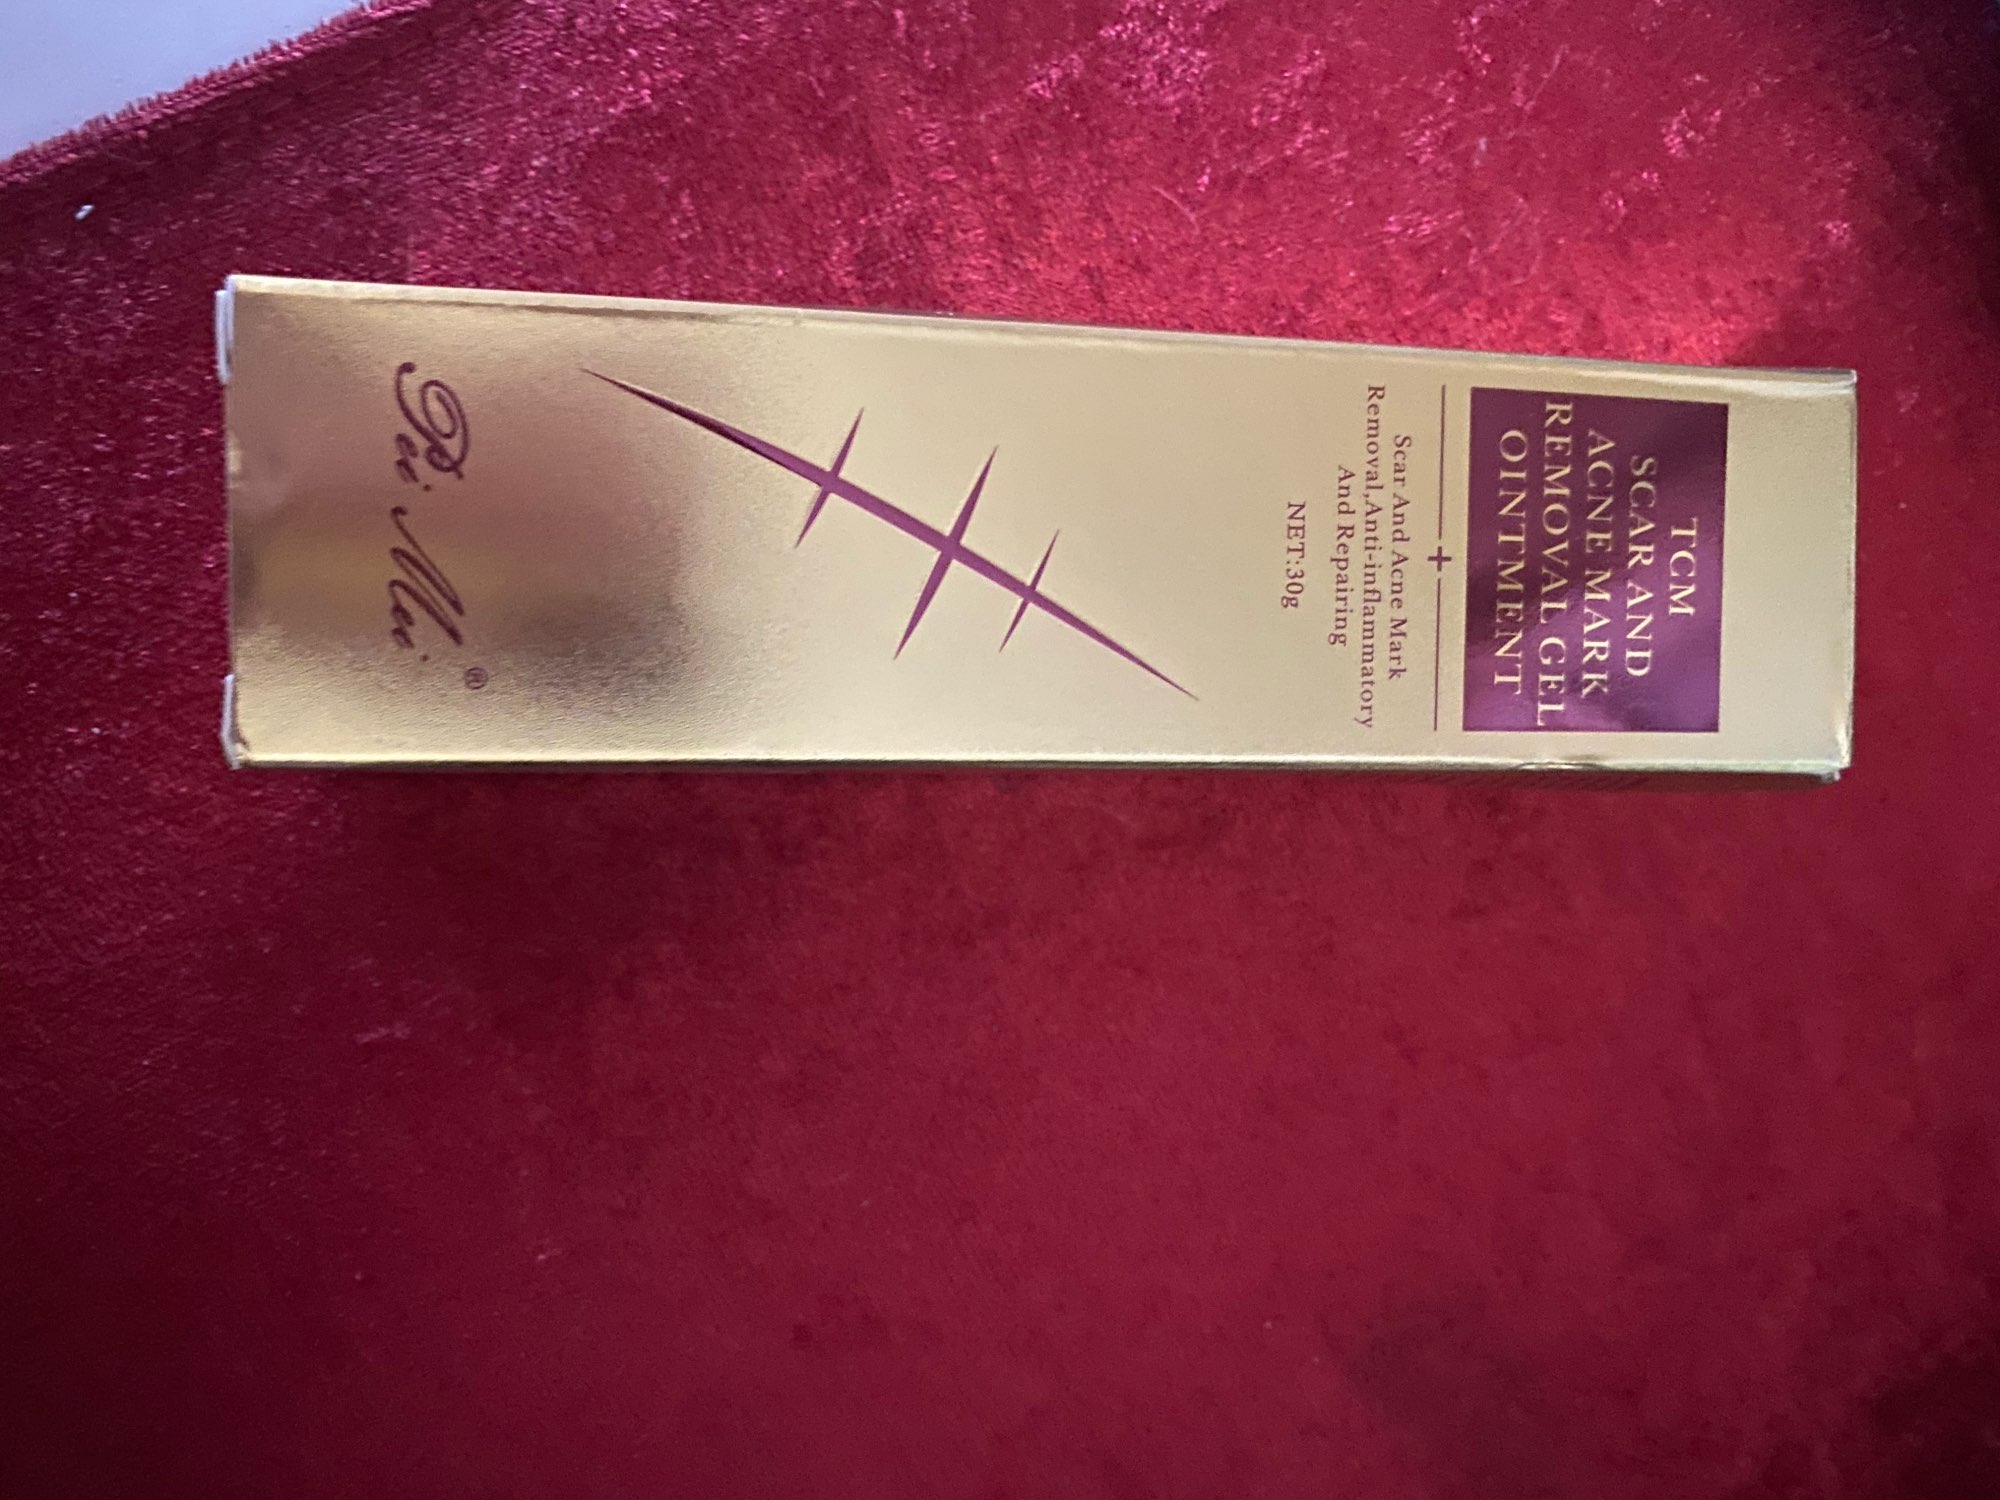 TCM
SCAR AND
ACNE MARK
REMOVAL GEL
OINTMENT
Scar And Acne Mark
Removal,Anti-inflammatory
And Repairing
NET:30g
Pei Mei ®